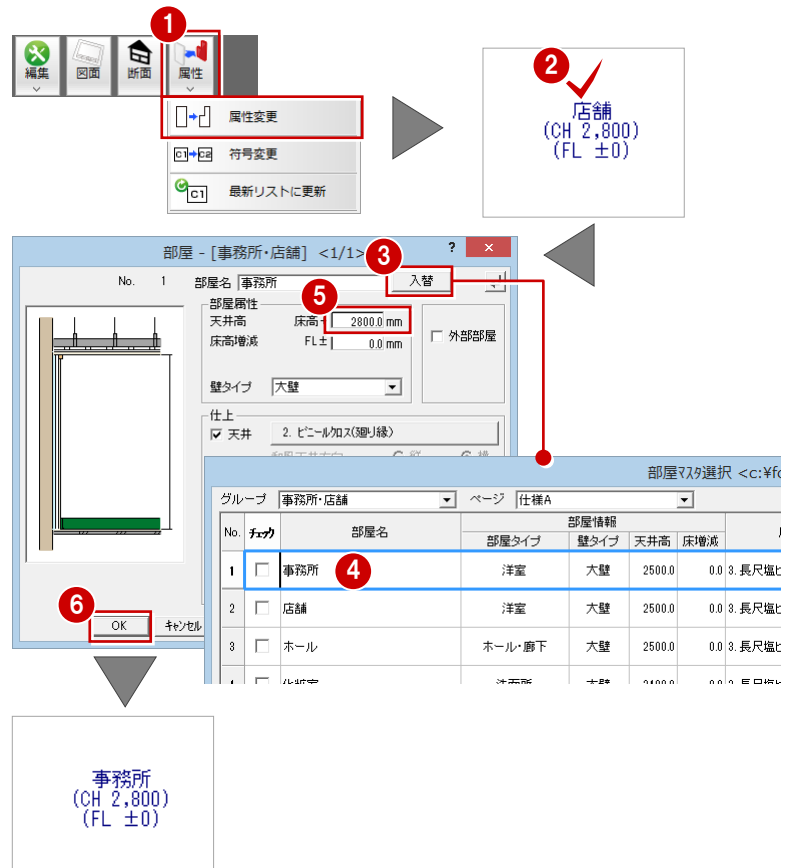 1
編集
図面
断面
属性
属性変更
C1 C2 符号変更
C1 最新リストに更新
2
店舗
(CH 2,800)
(FL ±0)
部屋 - [事務所・店舗] <1/1>
? ×
3
No. 1
部屋名 事務所
入替
部屋属性
5
天井高 床高+ 2800.0 mm
床高増減 FL± 0.0 mm
外部部屋
壁タイプ 大壁
仕上
天井 2. ビニールクロス(廻り縁)
部屋マスタ選択 <c:¥fc
グループ 事務所・店舗 ページ 仕様A
No. チェック 部屋名 部屋情報
部屋タイプ 壁タイプ 天井高 床増減
1 事務所 4 洋室 大壁 2500.0 0.0 3. 長尺塩ビ
2 店舗 洋室 大壁 2500.0 0.0 3. 長尺塩ビ
3 ホール ホール・廊下 大壁 2500.0 0.0 3. 長尺塩ビ
6
OK キャンセル
事務所
(CH 2,800)
(FL ±0)